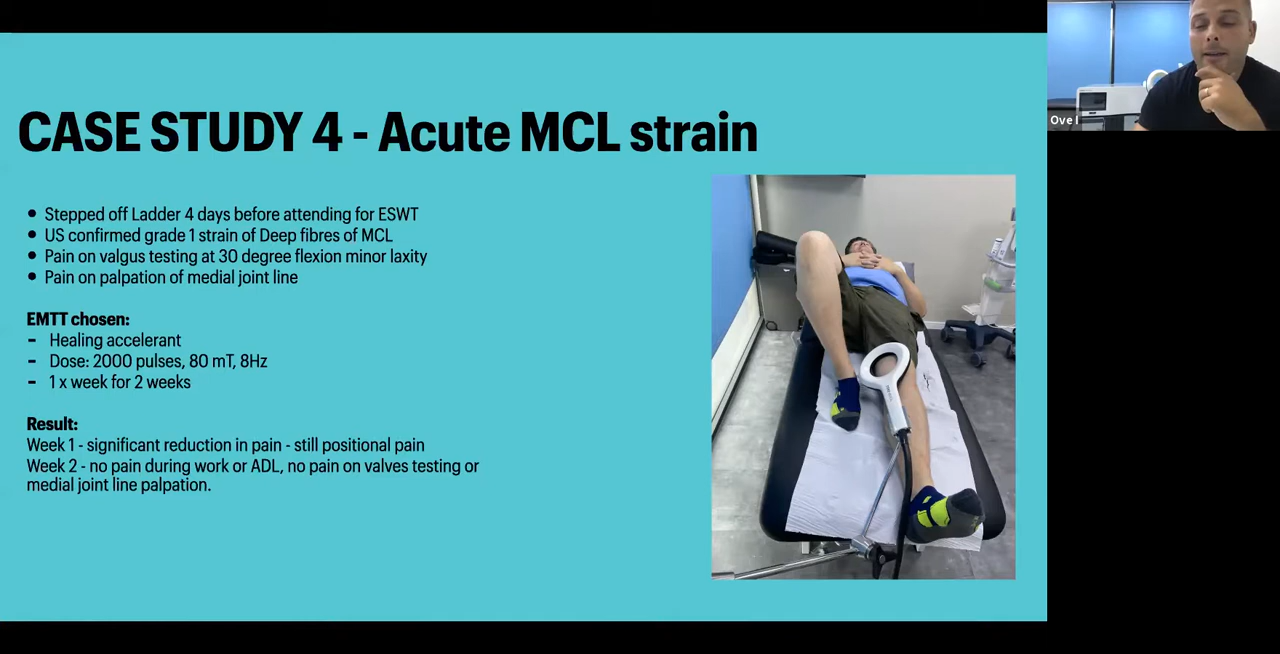 CASE STUDY 4 - Acute MCL strain
● Stepped off Ladder 4 days before attending for ESWT
● US confirmed grade 1 strain of Deep fibres of MCL
● Pain on valgus testing at 30 degree flexion minor laxity
● Pain on palpation of medial joint line
EMTT chosen:
- Healing accelerant
- Dose: 2000 pulses, 80 mT, 8Hz
- 1 x week for 2 weeks
Result:
Week 1 - significant reduction in pain - still positional pain
Week 2 - no pain during work or ADL, no pain on valves testing or
medial joint line palpation.
Ove I